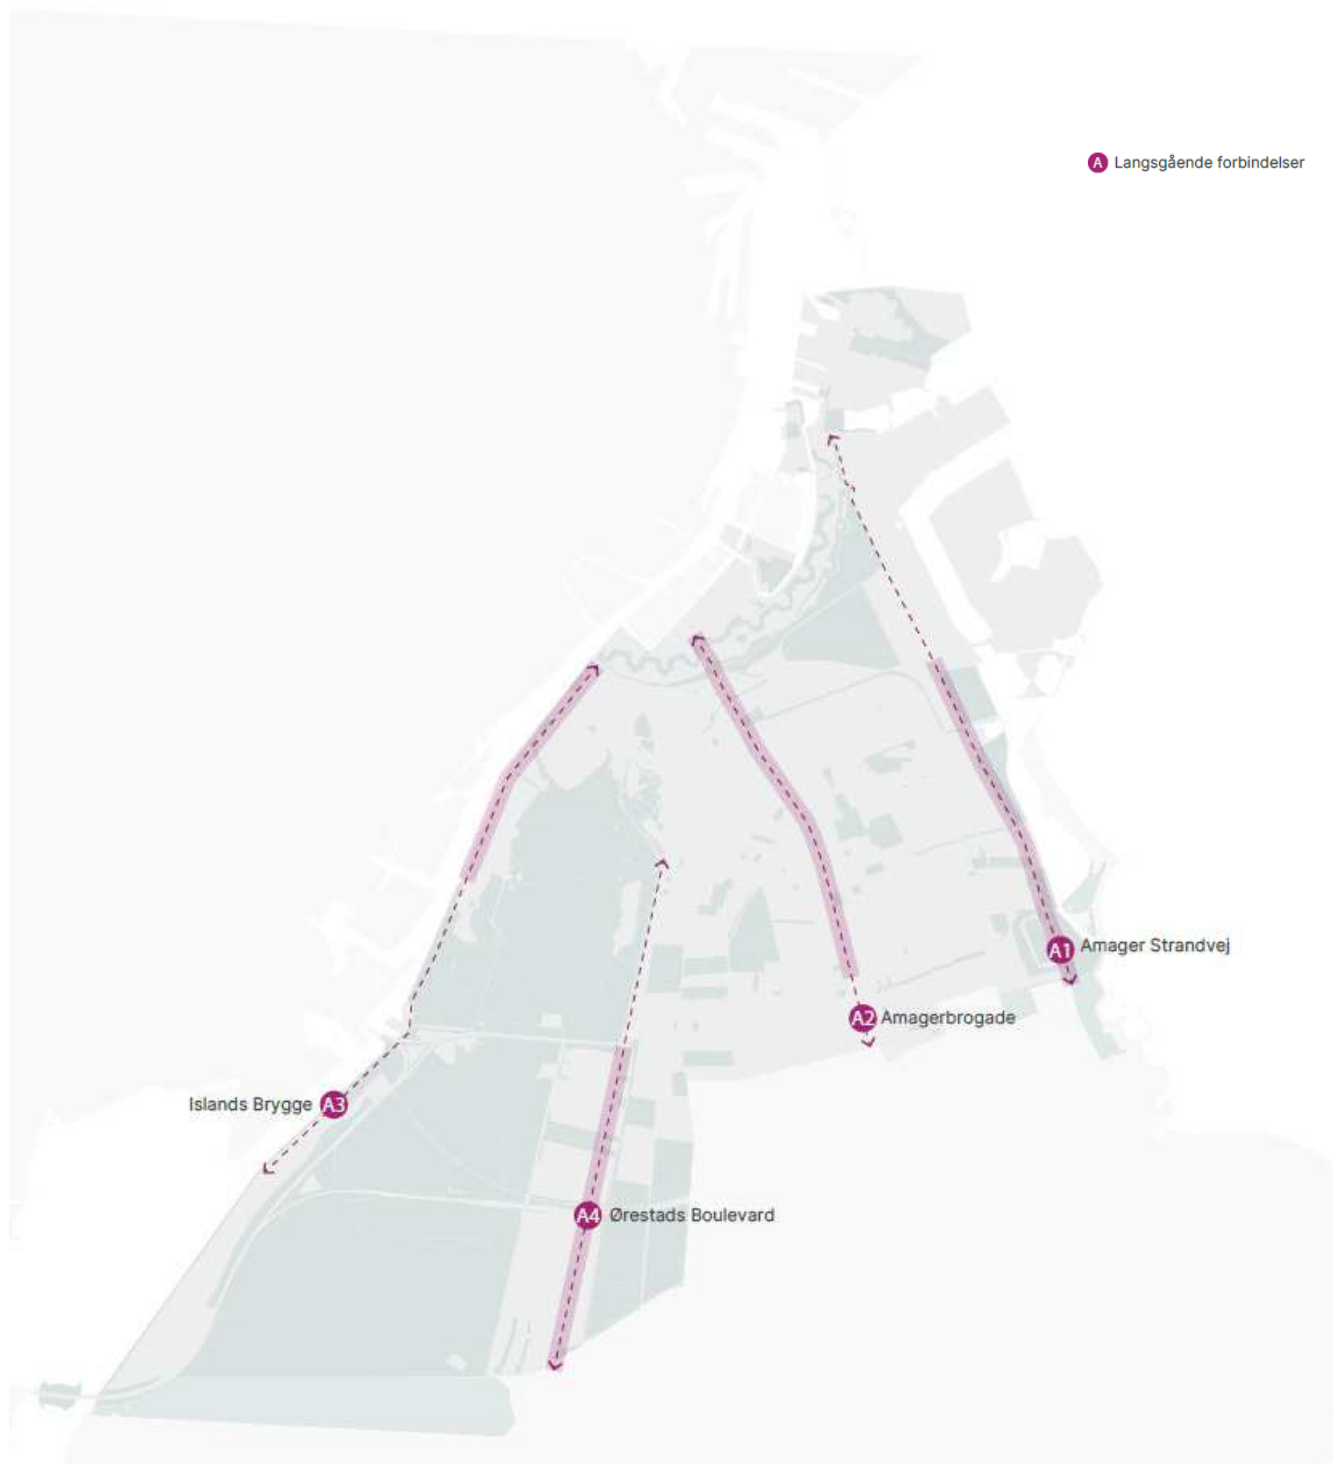 A Langsgående forbindelser
A1 Amager Strandvej
A2 Amagerbrogade
Islands Brygge A3
A4 Ørestads Boulevard